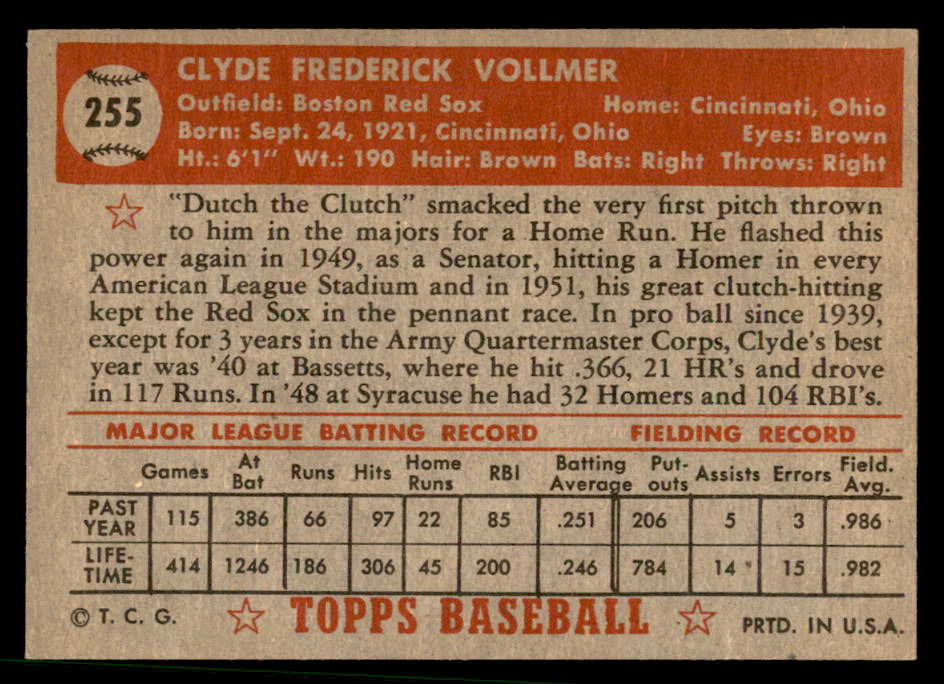 255
CLYDE FREDERICK VOLLMER
Outfield: Boston Red Sox Home: Cincinnati, Ohio
Born: Sept. 24, 1921, Cincinnati, Ohio Eyes: Brown
Ht.: 6'1" Wt.: 190 Hair: Brown Bats: Right Throws: Right
"Dutch the Clutch" smacked the very first pitch thrown
to him in the majors for a Home Run. He flashed this
power again in 1949, as a Senator, hitting a Homer in every
American League Stadium and in 1951, his great clutch-hitting
kept the Red Sox in the pennant race. In pro ball since 1939,
except for 3 years in the Army Quartermaster Corps, Clyde's best
year was '40 at Bassetts, where he hit .366, 21 HR's and drove
in 117 Runs. In '48 at Syracuse he had 32 Homers and 104 RBI's.
MAJOR LEAGUE BATTING RECORD FIELDING RECORD
Games At Bat Runs Hits Home Runs RBI Batting Average Put-outs Assists Errors Field. Avg.
PAST YEAR 115 386 66 97 22 85 .251 206 5 3 .986
LIFE-TIME 414 1246 186 306 45 200 .246 784 14 15 .982
© T. C. G. TOPPS BASEBALL PRTD. IN U.S.A.